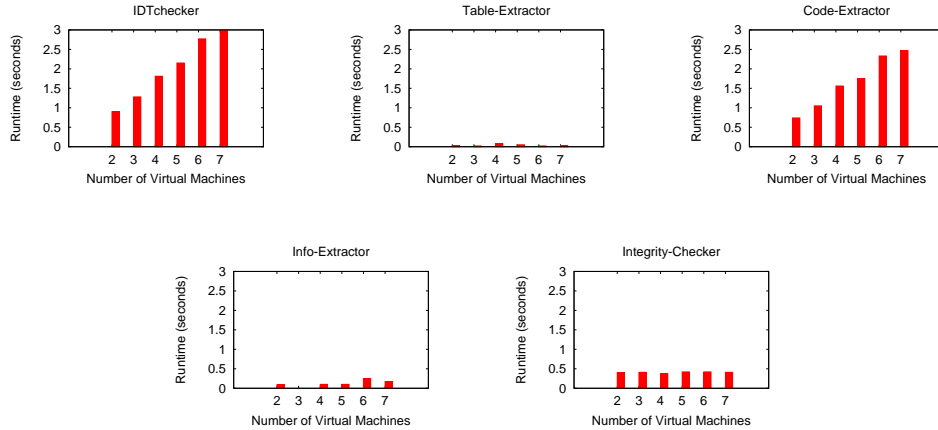 IDTchecker
3
2.5
2
1.5
1
0.5
0
2 3 4 5 6 7
Runtime (seconds)
Number of Virtual Machines
Table-Extractor
3
2.5
2
1.5
1
0.5
0
2 3 4 5 6 7
Runtime (seconds)
Number of Virtual Machines
Code-Extractor
3
2.5
2
1.5
1
0.5
0
2 3 4 5 6 7
Runtime (seconds)
Number of Virtual Machines
Info-Extractor
3
2.5
2
1.5
1
0.5
0
2 3 4 5 6 7
Runtime (seconds)
Number of Virtual Machines
Integrity-Checker
3
2.5
2
1.5
1
0.5
0
2 3 4 5 6 7
Runtime (seconds)
Number of Virtual Machines